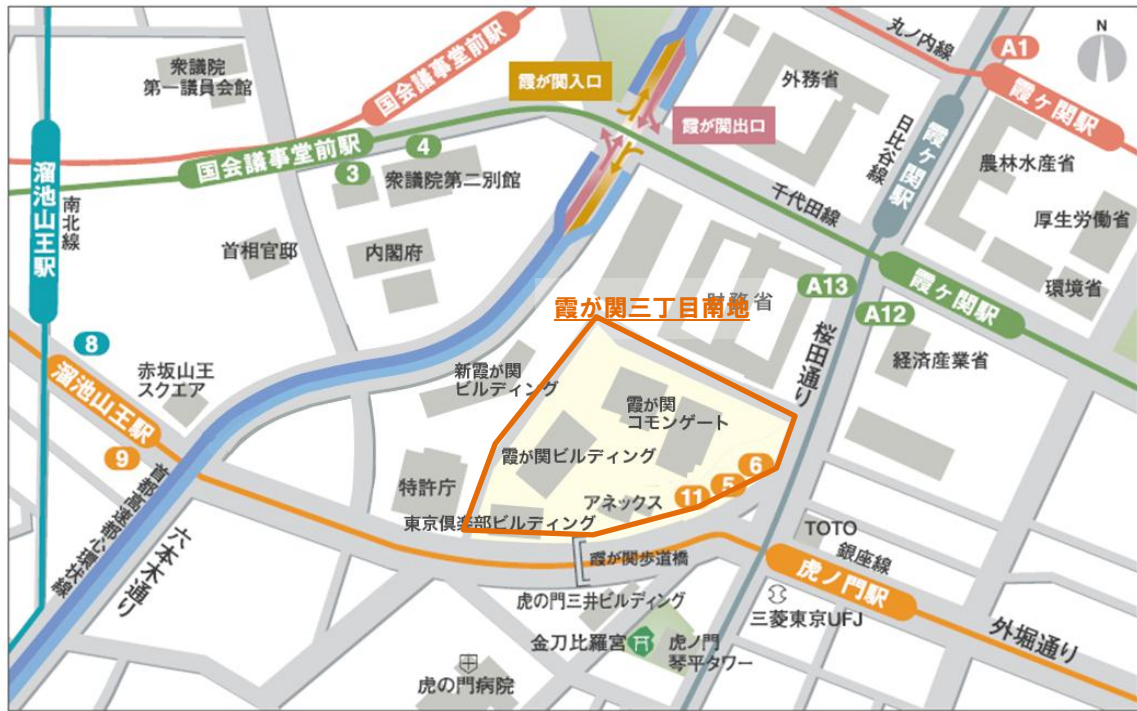 丸ノ内線
A1
N
衆議院
第一議員会館
国会議事堂前駅
霞が関入口
外務省
霞ヶ関駅
霞が関出口
日比谷線
霞ヶ関駅
農林水産省
国会議事堂前駅
4
3
衆議院第二別館
千代田線
厚生労働省
溜池山王駅
南北線
首相官邸
内閣府
霞ヶ関駅
環境省
A13
A12
財務省
霞が関三丁目南地
桜田通り
経済産業省
8
赤坂山王
スクエア
新霞が関
ビルディング
霞が関
コモンゲート
溜池山王駅
9
霞が関ビルディング
6
5
11
特許庁
アネックス
東京倶楽部ビルディング
首都高速都心環状線
六本木通り
霞が関歩道橋
TOTO
銀座線
虎ノ門駅
虎の門三井ビルディング
三菱東京UFJ
外堀通り
金刀比羅宮
虎ノ門
琴平タワー
虎の門病院